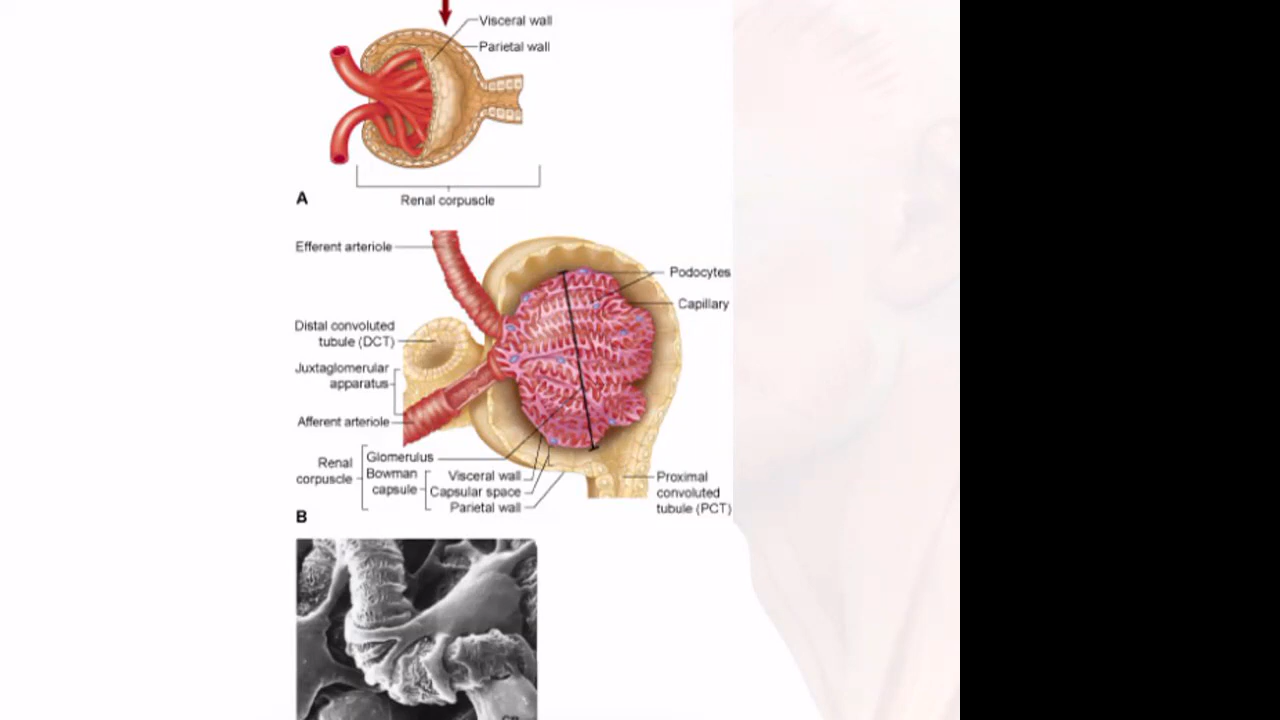 Visceral wall
Parietal wall
A
Renal corpuscle
Efferent arteriole
Podocytes
Capillary
Distal convoluted
tubule (DCT)
Juxtaglomerular
apparatus
Afferent arteriole
Renal
corpuscle
Glomerulus
Bowman
capsule
Visceral wall
Capsular space
Parietal wall
Proximal
convoluted
tubule (PCT)
B